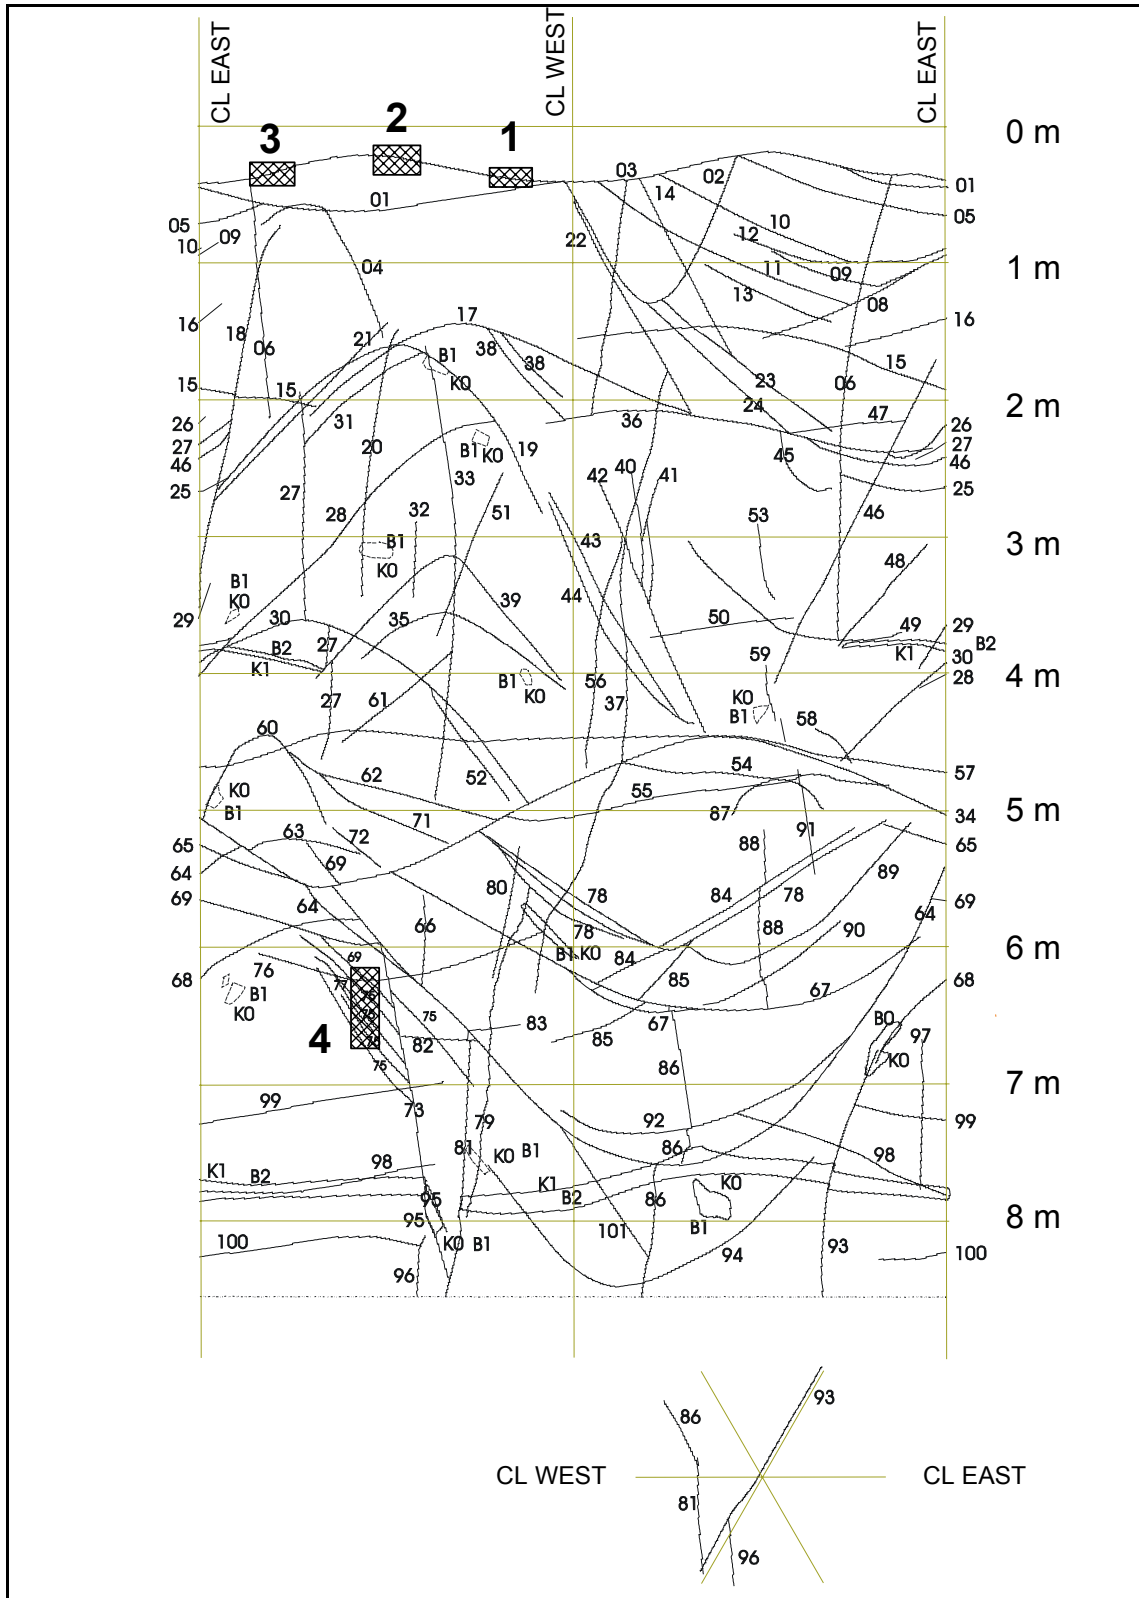 CL EAST CL WEST CL EAST
0 m
3 2 1
03 02 01
01 14
05 05
10 09 22 10 12
1 m
04 11 09
13 08
16 17 16
18 06 21 B1 38 38 15
K0 23 06
15 15 24 47
2 m
26 31 36 26
27 20 B1 K0 19 45 27
46 46
25 27 33 42 40 41 25
28 32 51 53 46
B1 43
3 m
K0 48
B1
K0 39 44
29 30 35 50 49 29
B2 27 59 K1 B2
K1 30
28
4 m
27 61 B1 K0 56 37 K0
B1 58
60 54 57
62 52 55
K0 87
B1 34
5 m
71 91
65 63 72 88 65
64 69 89
80
69 64 78 84 78 69
66 78 88 90 64
6 m
69 B1 K0 84
68 76 77 85 67 68
B1 75
K0 76 75 83 67 B0
4 76 82 85 97
75 86 K0
7 m
99 73 79 92 99
81 K0 B1 86 98
K1 B2 98 K1 K0
95 B2 86
8 m
95 B1
100 K0 B1 101 94 93 100
96
93
86
CL WEST CL EAST
81
96